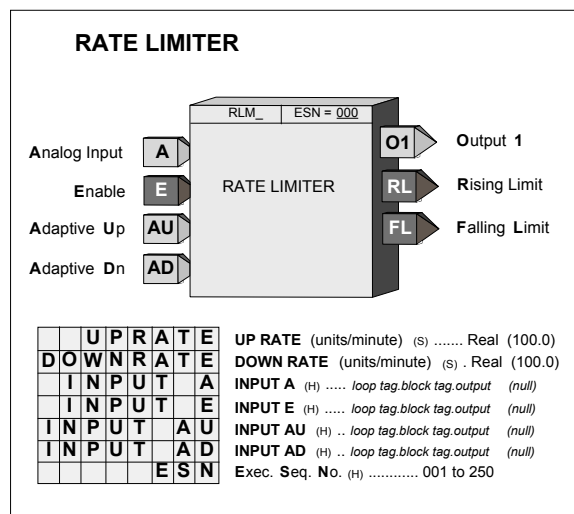 RATE LIMITER
RLM_ ESN = 000
Analog Input A
Enable E
Adaptive Up AU
Adaptive Dn AD
RATE LIMITER
O1 Output 1
RL Rising Limit
FL Falling Limit
UPRATE UP RATE (units/minute) (S) ....... Real (100.0)
DOWNRATE DOWN RATE (units/minute) (S) . Real (100.0)
INPUT A INPUT A (H) ..... loop tag.block tag.output (null)
INPUT E INPUT E (H) ..... loop tag.block tag.output (null)
INPUT AU INPUT AU (H) .. loop tag.block tag.output (null)
INPUT AD INPUT AD (H) .. loop tag.block tag.output (null)
ESN Exec. Seq. No. (H) ............ 001 to 250